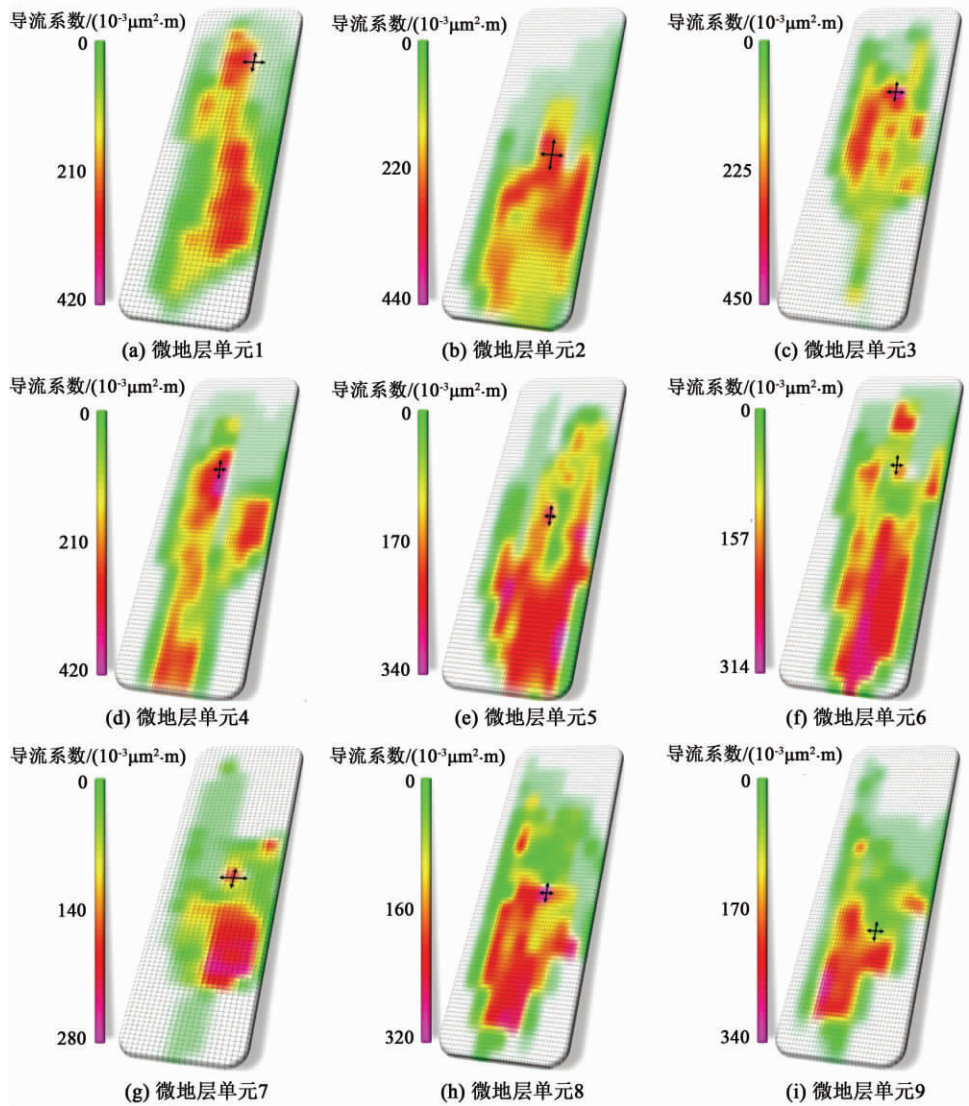 导流系数/(10⁻³μm²·m)
0
210
420
(a) 微地层单元1
导流系数/(10⁻³μm²·m)
0
220
440
(b) 微地层单元2
导流系数/(10⁻³μm²·m)
0
225
450
(c) 微地层单元3
导流系数/(10⁻³μm²·m)
0
210
420
(d) 微地层单元4
导流系数/(10⁻³μm²·m)
0
170
340
(e) 微地层单元5
导流系数/(10⁻³μm²·m)
0
157
314
(f) 微地层单元6
导流系数/(10⁻³μm²·m)
0
140
280
(g) 微地层单元7
导流系数/(10⁻³μm²·m)
0
160
320
(h) 微地层单元8
导流系数/(10⁻³μm²·m)
0
170
340
(i) 微地层单元9